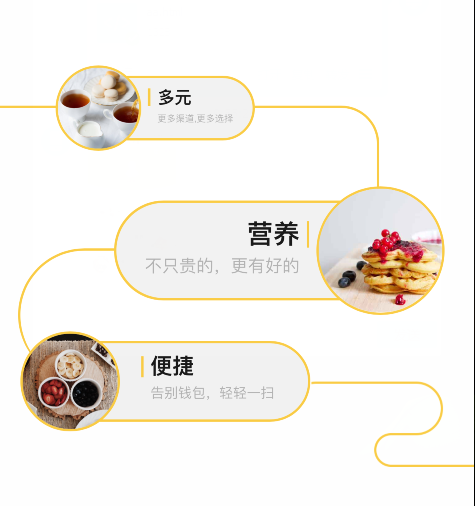 多元
更多渠道,更多选择
营养
不只贵的，更有好的
便捷
告别钱包，轻轻一扫